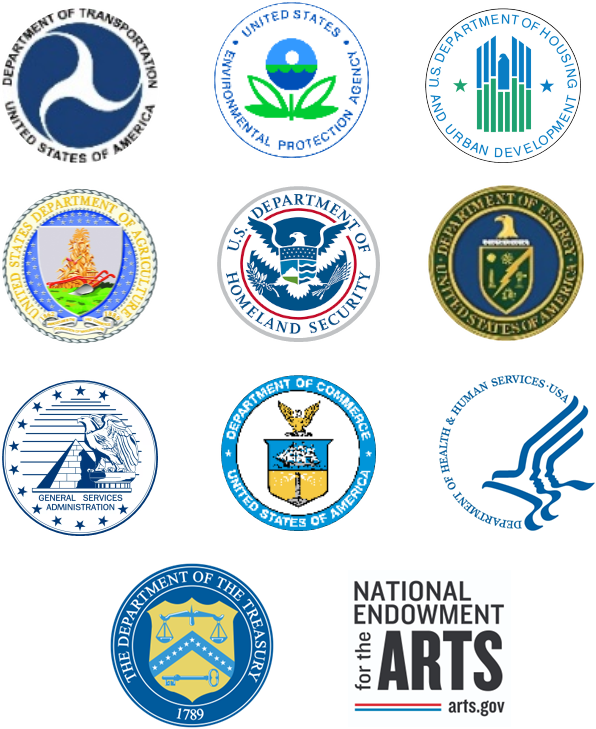 DEPARTMENT OF TRANSPORTATION
UNITED STATES OF AMERICA
• UNITED STATES •
ENVIRONMENTAL PROTECTION AGENCY
U.S. DEPARTMENT OF HOUSING
AND URBAN DEVELOPMENT
UNITED STATES DEPARTMENT OF AGRICULTURE
U.S. DEPARTMENT OF
HOMELAND SECURITY
DEPARTMENT OF ENERGY
UNITED STATES OF AMERICA
GENERAL SERVICES
ADMINISTRATION
DEPARTMENT OF COMMERCE
UNITED STATES OF AMERICA
DEPARTMENT OF HEALTH & HUMAN SERVICES · USA
THE DEPARTMENT OF THE TREASURY
1789
NATIONAL
ENDOWMENT
for the
ARTS
arts.gov